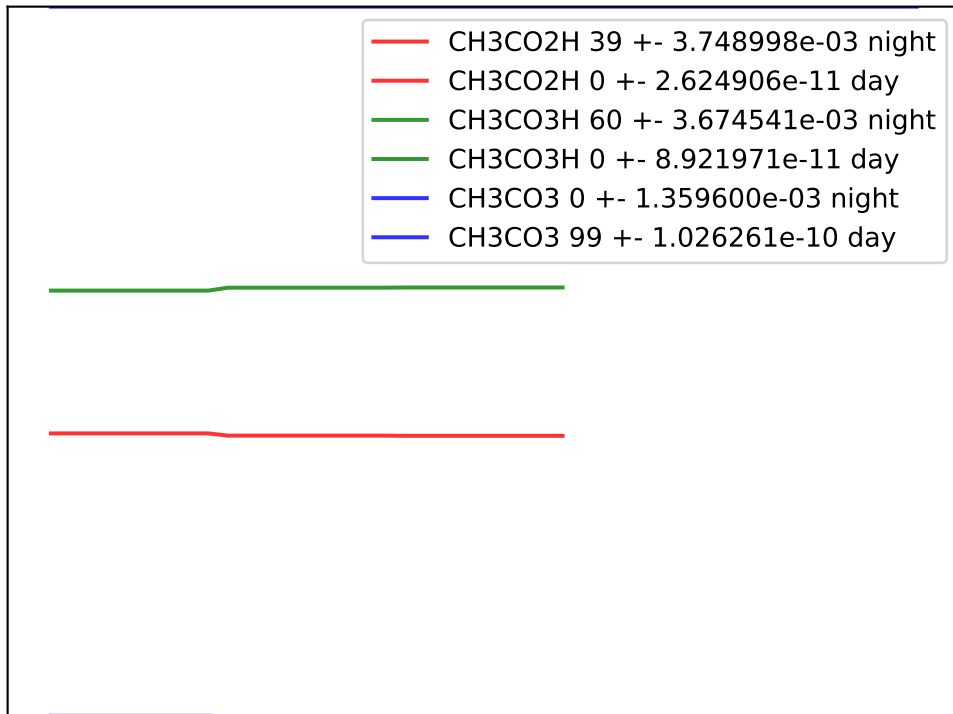 CH3CO2H 39 +- 3.748998e-03 night
CH3CO2H 0 +- 2.624906e-11 day
CH3CO3H 60 +- 3.674541e-03 night
CH3CO3H 0 +- 8.921971e-11 day
CH3CO3 0 +- 1.359600e-03 night
CH3CO3 99 +- 1.026261e-10 day